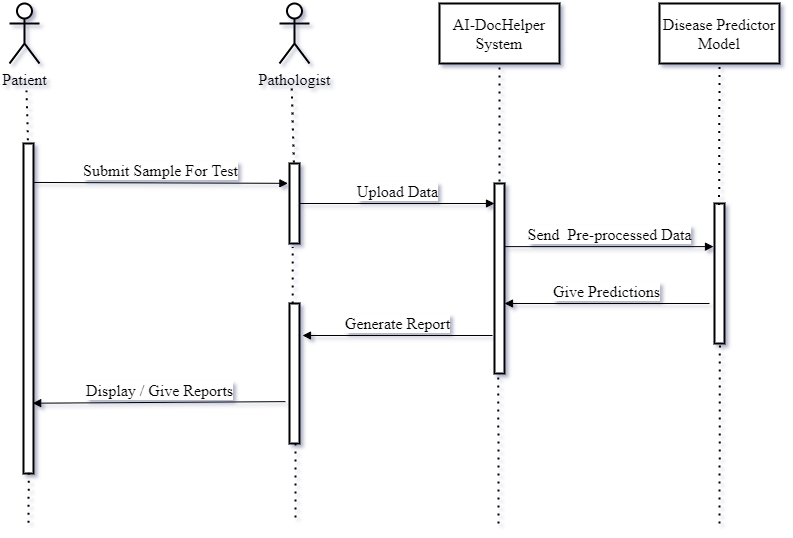 AI-DocHelper
System
Disease Predictor
Model
Patient
Pathologist
Submit Sample For Test
Upload Data
Send  Pre-processed Data
Give Predictions
Generate Report
Display / Give Reports